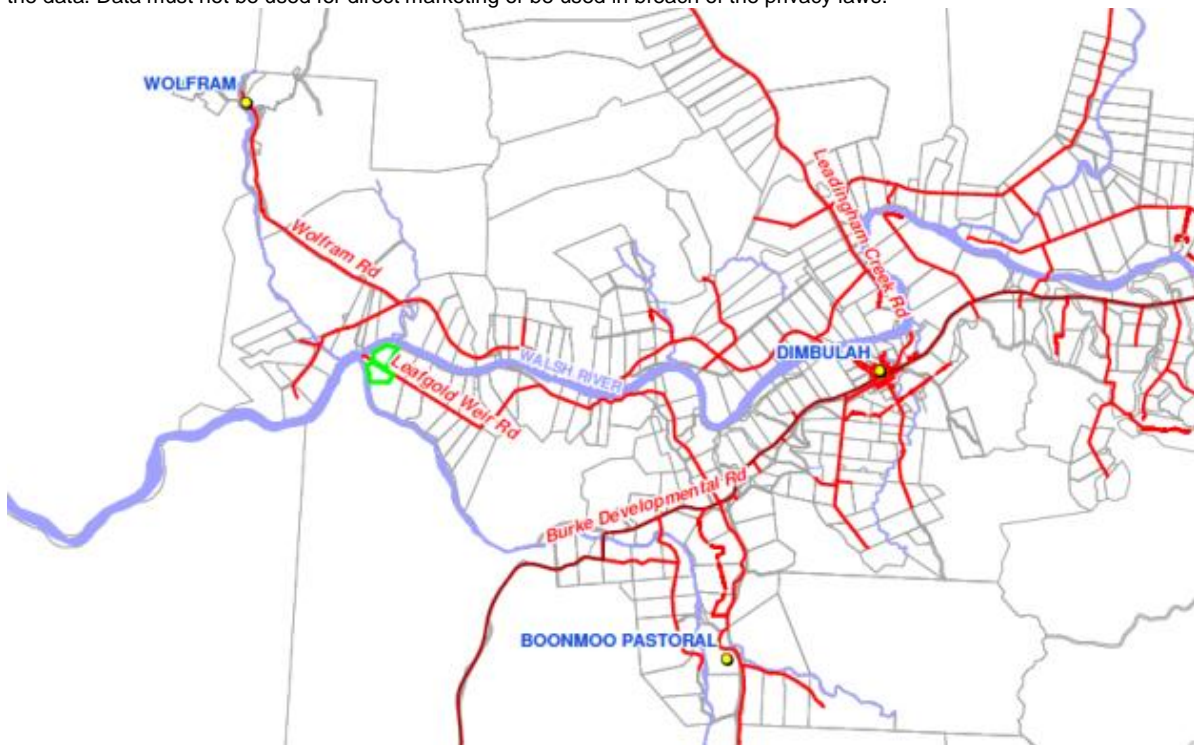 the data. Data must not be used for direct marketing or be used in breach of the privacy laws.
WOLFRAM
Leadingham Creek Rd
Wolfram Rd
WALSH RIVER
DIMBULAH
Leafgold Weir Rd
Burke Developmental Rd
BOONMOO PASTORAL